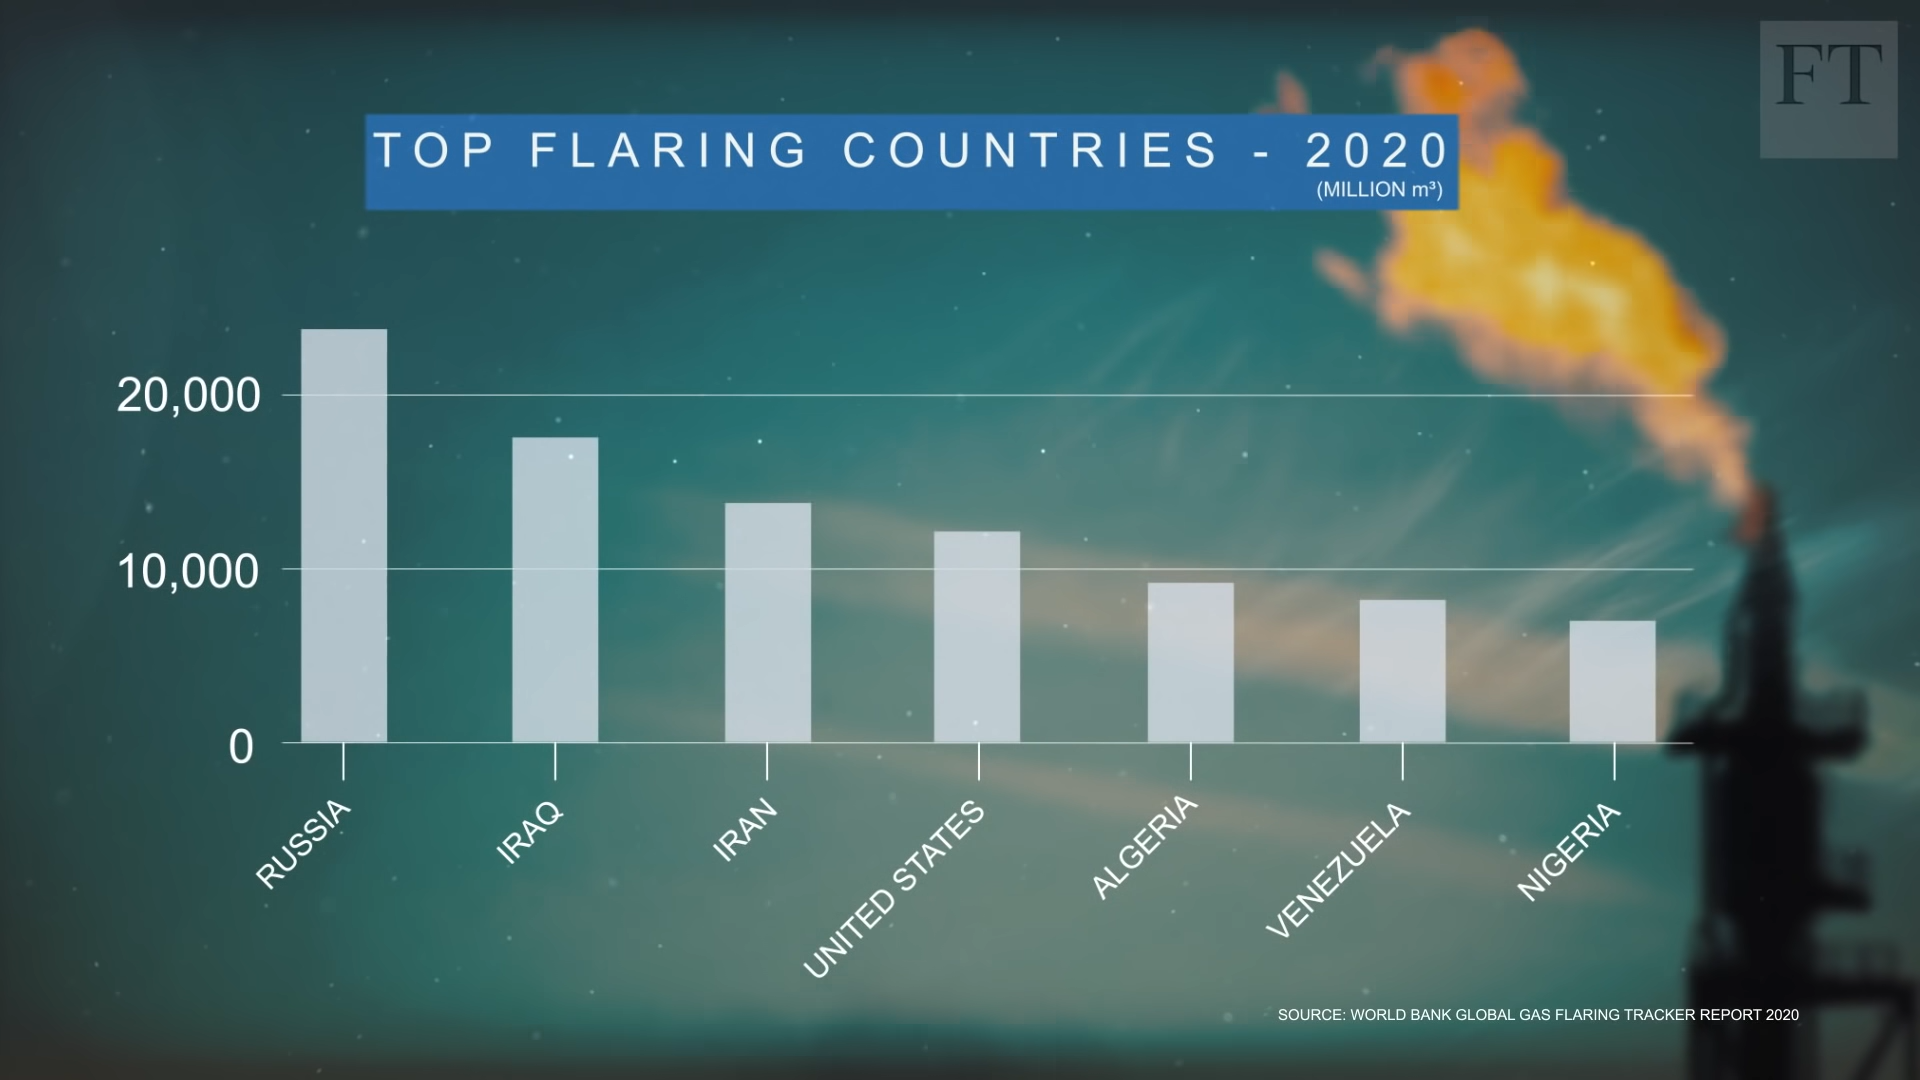 FT
TOP FLARING COUNTRIES - 2020
(MILLION m³)
20,000
10,000
0
RUSSIA
IRAQ
IRAN
UNITED STATES
ALGERIA
VENEZUELA
NIGERIA
SOURCE: WORLD BANK GLOBAL GAS FLARING TRACKER REPORT 2020